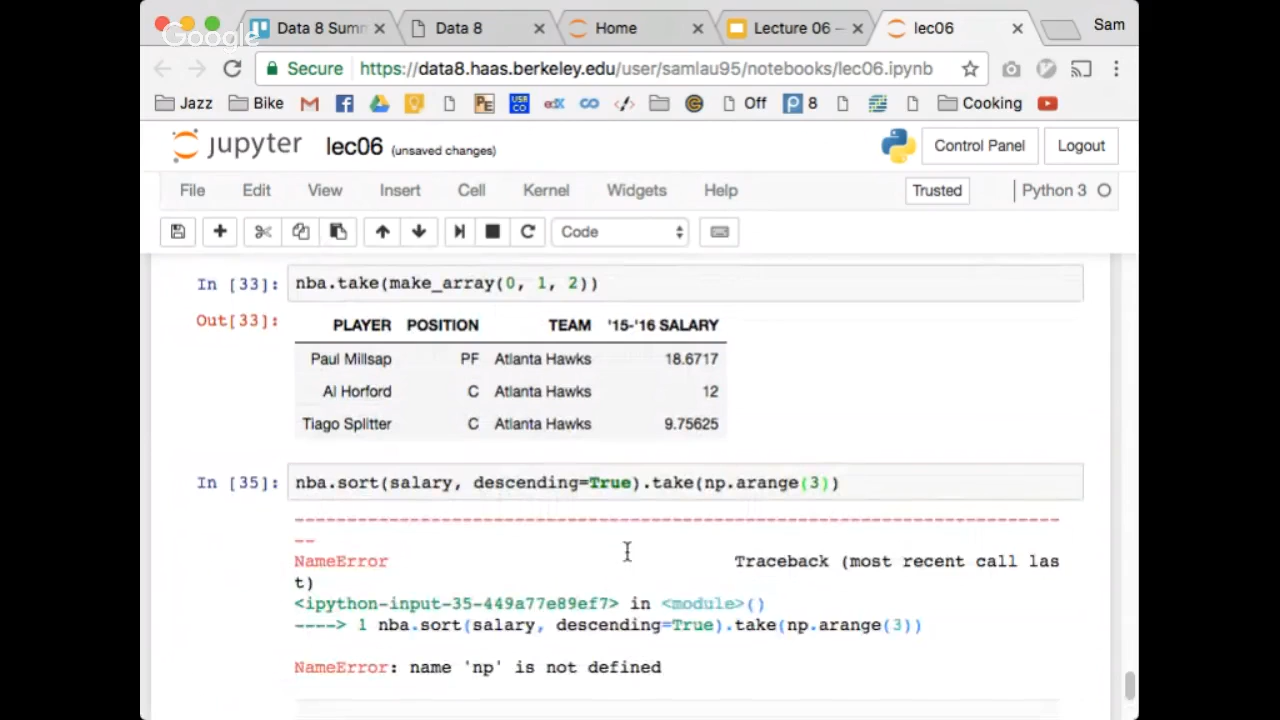 Google
Data 8 Sum
Data 8
Home
Lecture 06 –
lec06
Sam
Secure https://data8.haas.berkeley.edu/user/samlau95/notebooks/lec06.ipynb
Jazz Bike PE USR CO edX Off P 8 Cooking
jupyter lec06 (unsaved changes) Control Panel Logout
File Edit View Insert Cell Kernel Widgets Help Trusted Python 3
Code
In [33]: nba.take(make_array(0, 1, 2))
Out[33]: PLAYER POSITION TEAM '15-'16 SALARY
Paul Millsap PF Atlanta Hawks 18.6717
Al Horford C Atlanta Hawks 12
Tiago Splitter C Atlanta Hawks 9.75625
In [35]: nba.sort(salary, descending=True).take(np.arange(3))
---------------------------------------------------------------------------
--
NameError Traceback (most recent call las
t)
<ipython-input-35-449a77e89ef7> in <module>()
----> 1 nba.sort(salary, descending=True).take(np.arange(3))
NameError: name 'np' is not defined